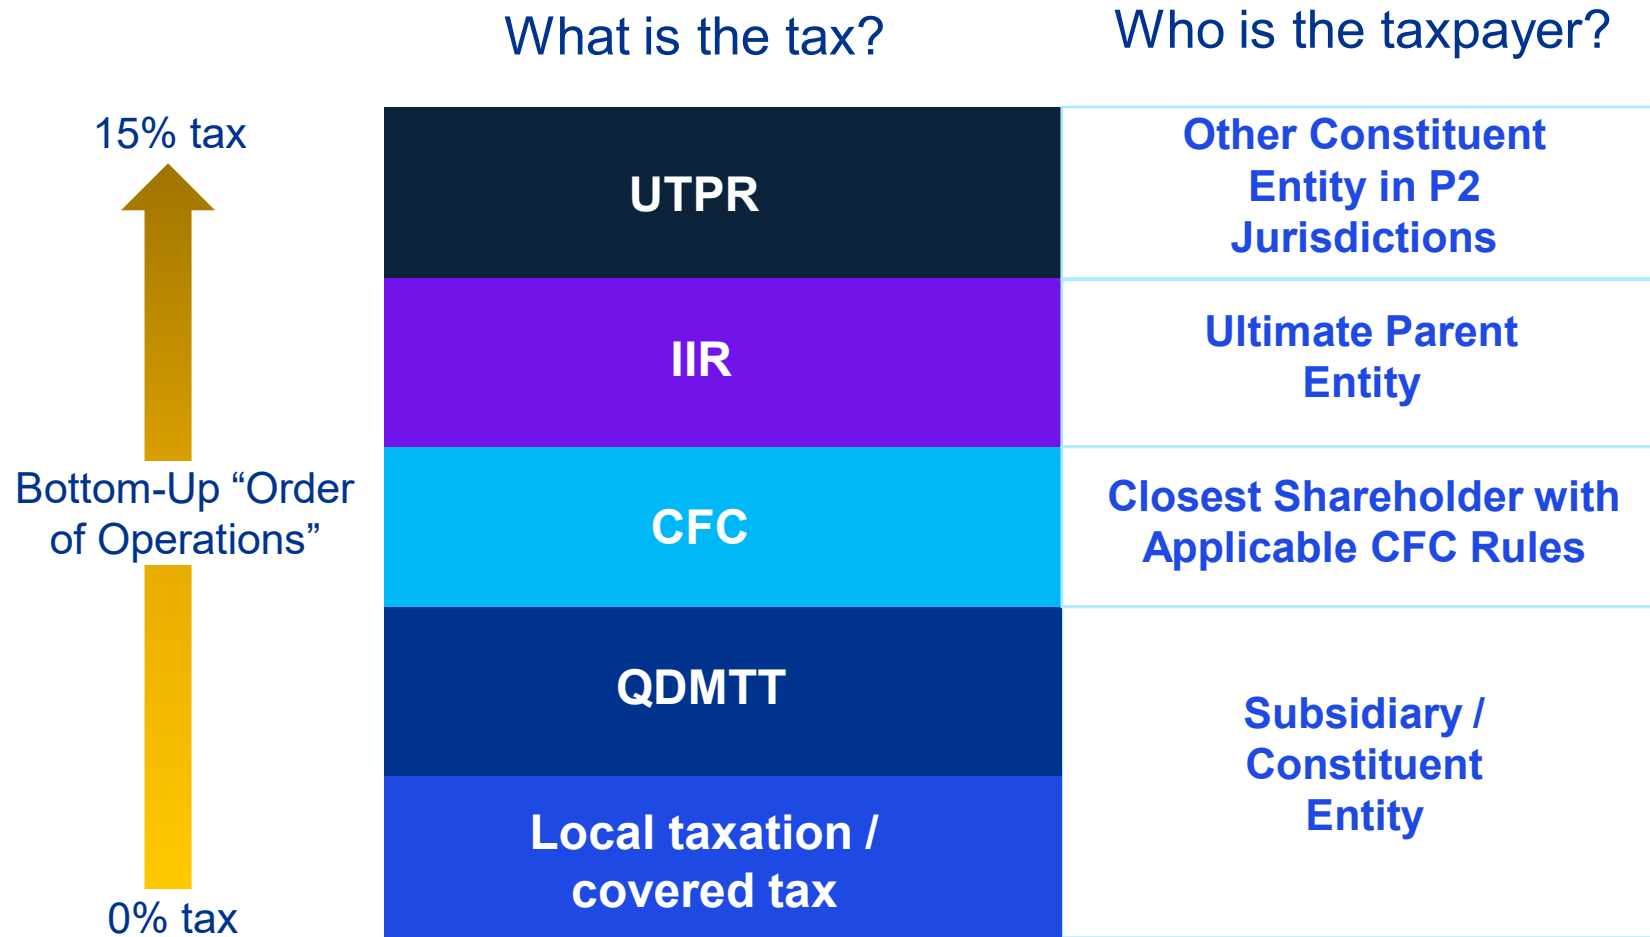 What is the tax?
Who is the taxpayer?
15% tax
Bottom-Up “Order
of Operations”
0% tax
UTPR
Other Constituent
Entity in P2
Jurisdictions
IIR
Ultimate Parent
Entity
CFC
Closest Shareholder with
Applicable CFC Rules
QDMTT
Local taxation /
covered tax
Subsidiary /
Constituent
Entity